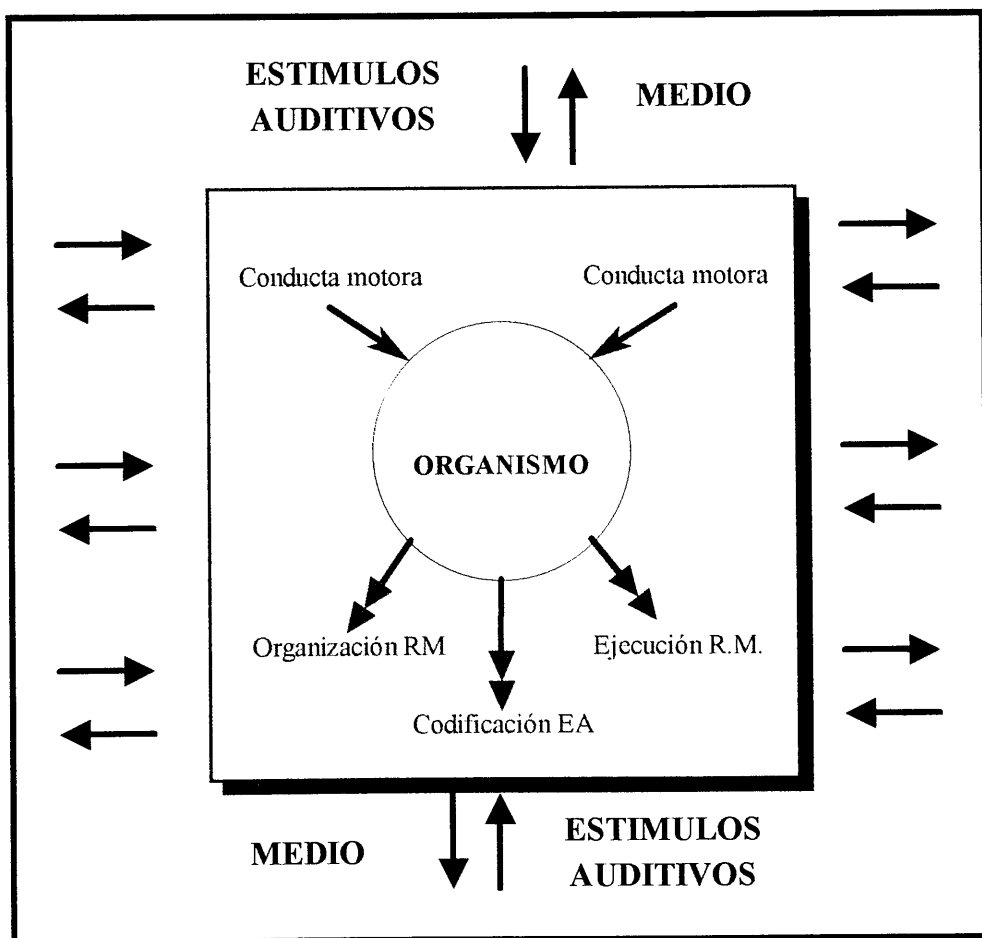 ESTIMULOS
AUDITIVOS
MEDIO
Conducta motora
Conducta motora
ORGANISMO
Organización RM
Ejecución R.M.
Codificación EA
MEDIO
ESTIMULOS
AUDITIVOS